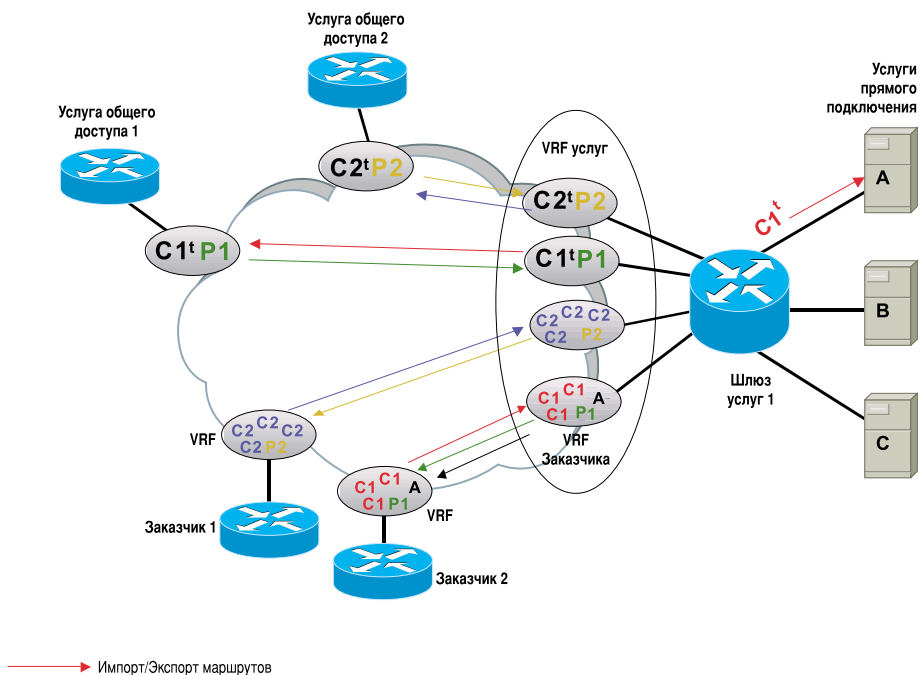 Услуга общего
доступа 2
Услуга общего
доступа 1
Услуги
прямого
подключения
VRF услуг
C2ᵗP2
C2ᵗP2
A
C1ᵗ
C1ᵗP1
C1ᵗP1
C2 C2 C2
C2 P2
B
Шлюз
услуг 1
C1 C1 A
C1 P1
VRF
Заказчика
C
VRF
C2 C2 C2
C2 P2
C1 C1 A
C1 P1
VRF
Заказчик 1
Заказчик 2
Импорт/Экспорт маршрутов